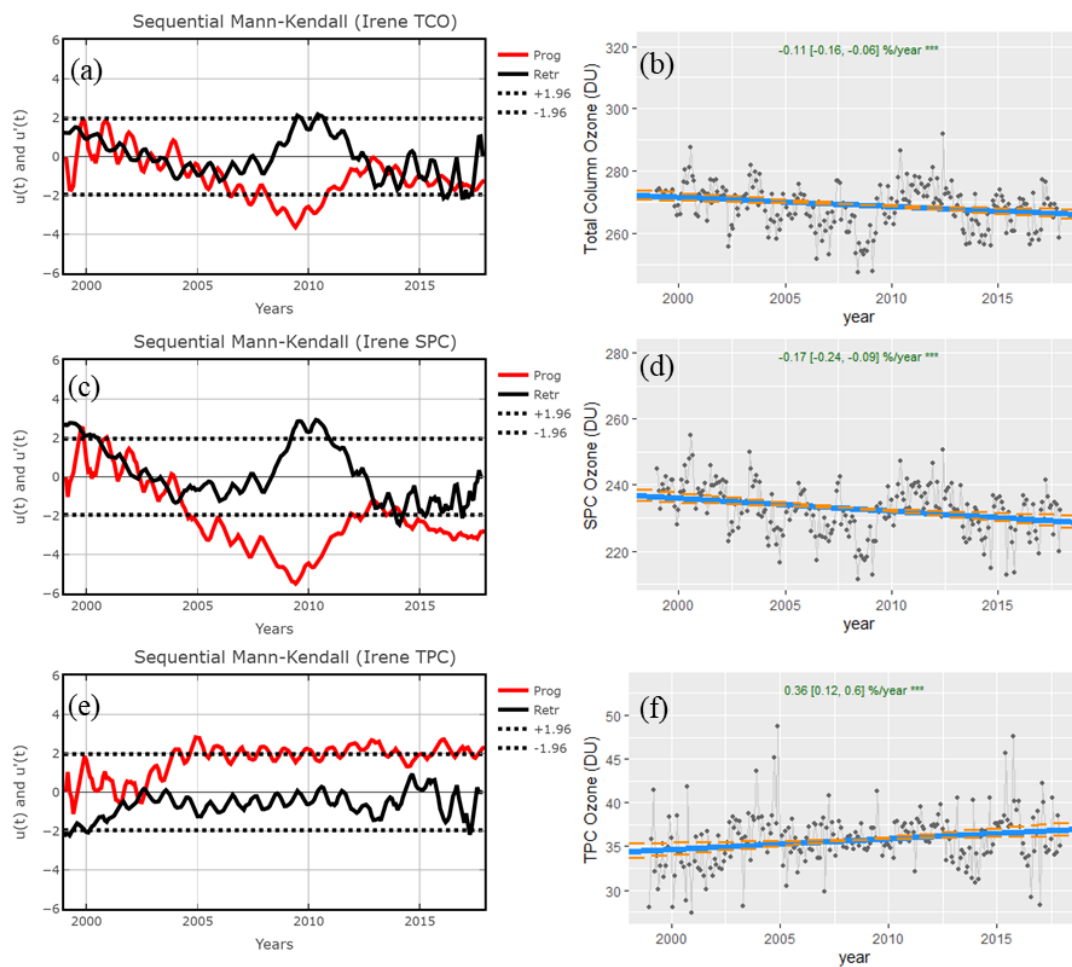 Sequential Mann-Kendall (Irene TCO)
(a)
6
4
2
0
−2
−4
−6
u(t) and u'(t)
2000 2005 2010 2015
Years
Prog
Retr
+1.96
-1.96
(b)
-0.11 [-0.16, -0.06] %/year ***
320
300
280
260
Total Column Ozone (DU)
2000 2005 2010 2015
year
Sequential Mann-Kendall (Irene SPC)
(c)
6
4
2
0
−2
−4
−6
u(t) and u'(t)
2000 2005 2010 2015
Years
Prog
Retr
+1.96
-1.96
(d)
-0.17 [-0.24, -0.09] %/year ***
280
260
240
220
SPC Ozone (DU)
2000 2005 2010 2015
year
Sequential Mann-Kendall (Irene TPC)
(e)
6
4
2
0
−2
−4
−6
u(t) and u'(t)
2000 2005 2010 2015
Years
Prog
Retr
+1.96
-1.96
(f)
0.36 [0.12, 0.6] %/year ***
50
45
40
35
30
TPC Ozone (DU)
2000 2005 2010 2015
year